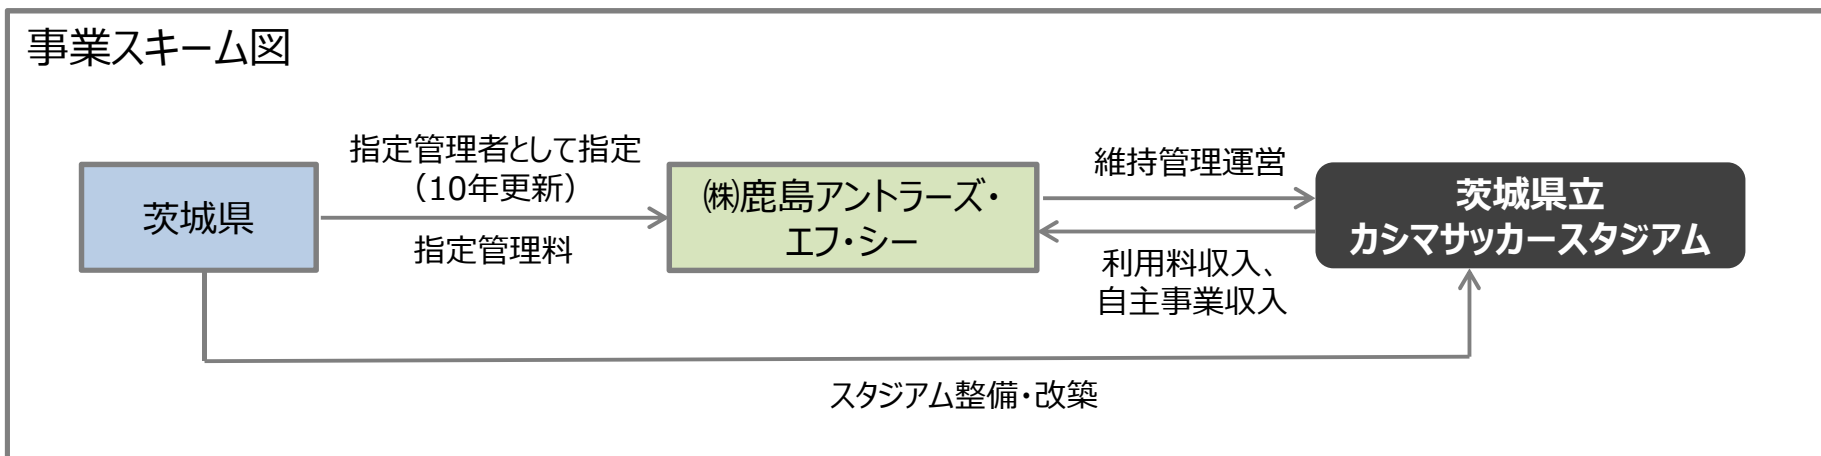 事業スキーム図
茨城県
指定管理者として指定
（10年更新）
指定管理料
㈱鹿島アントラーズ・
エフ・シー
維持管理運営
利用料収入、
自主事業収入
茨城県立
カシマサッカースタジアム
スタジアム整備・改築